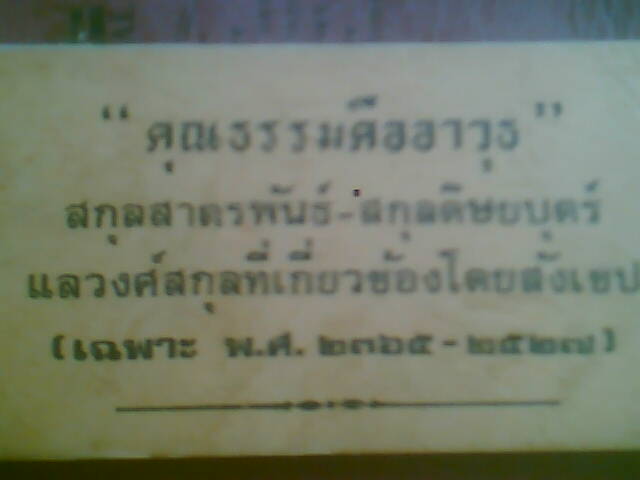 “ คุณธรรมคืออาวุธ ”
สกุลสาตรพันธ์-สกุลดิษยบุตร์
แลวงศ์สกุลที่เกี่ยวข้องโดยสังเขป
(เฉพาะ พ.ศ. ๒๓๖๕ - ๒๕๒๗)